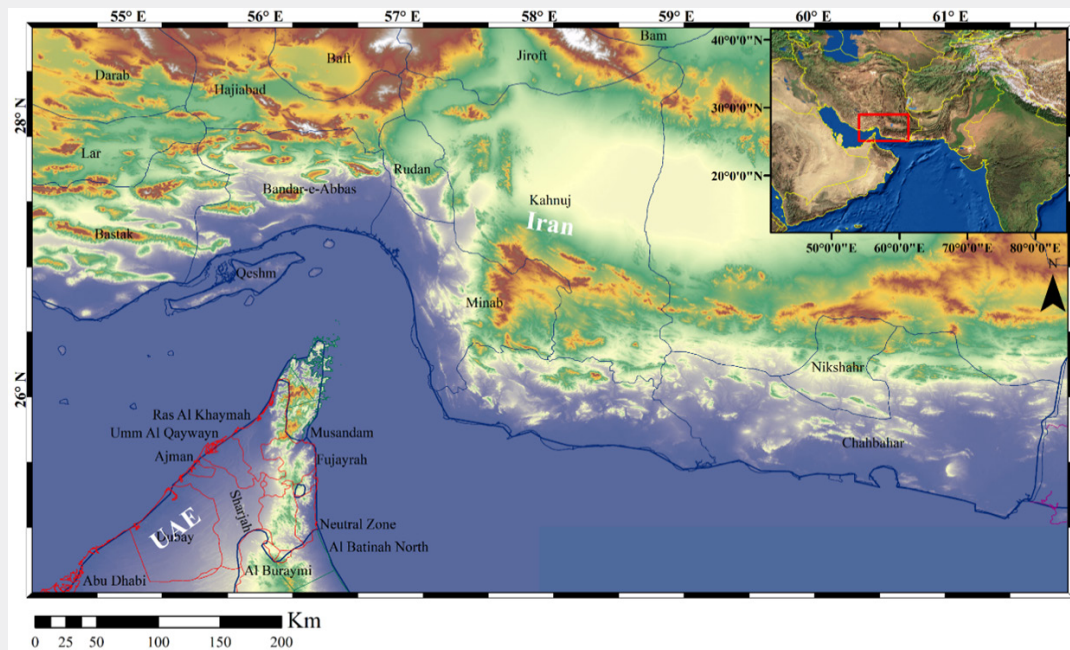 55° E 56° E 57° E 58° E 59° E 60° E 61° E
28° N
26° N
Bam
Baft
Jiroft
Darab
Hajiabad
Lar
Rudan
Bandar-e-Abbas
Kahnuj
Iran
Bastak
Qeshm
Minab
Nikshahr
Ras Al Khaymah
Umm Al Qaywayn
Musandam
Chahbahar
Ajman
Fujayrah
Sharjah
UAE
Dubay
Neutral Zone
Al Batinah North
Abu Dhabi
Al Buraymi
40°0'0"N
30°0'0"N
20°0'0"N
50°0'0"E 60°0'0"E 70°0'0"E 80°0'0"E
N
Km
0 25 50 100 150 200